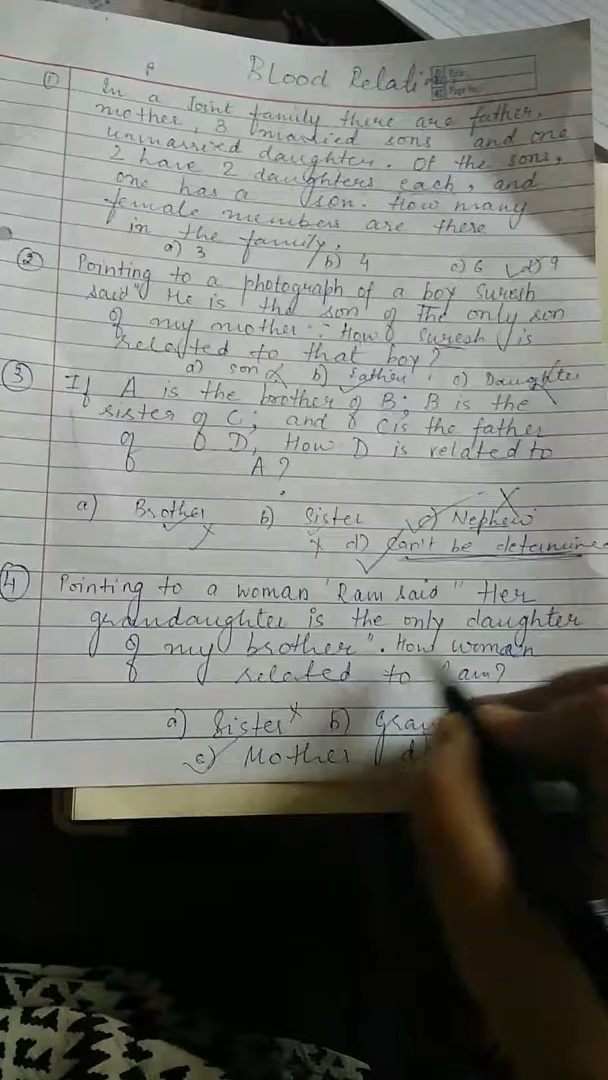 Blood Relati
① In a Joint family there are father,
mother, 3 married sons and one
unmarried daughter. Of the sons,
2 have 2 daughters each, and
one has a son. How many
female members are there
in the family.
a) 3 b) 4 c) 6 d) 9
② Pointing to a photograph of a boy Suresh
said" He is the son of The only son
of my mother: How Suresh is
related to that boy?
a) son b) Father c) Daughter
③ If A is the brother of B; B is the
sister of C; and C is the father
of D, How D is related to
A?
a) Brother b) Sister c) Nephew
d) Can't be determined
④ Pointing to a woman "Ram said" Her
grandaughter is the only daughter
of my brother". How woman
related to Ram?
a) Sister b)
c) Mother d